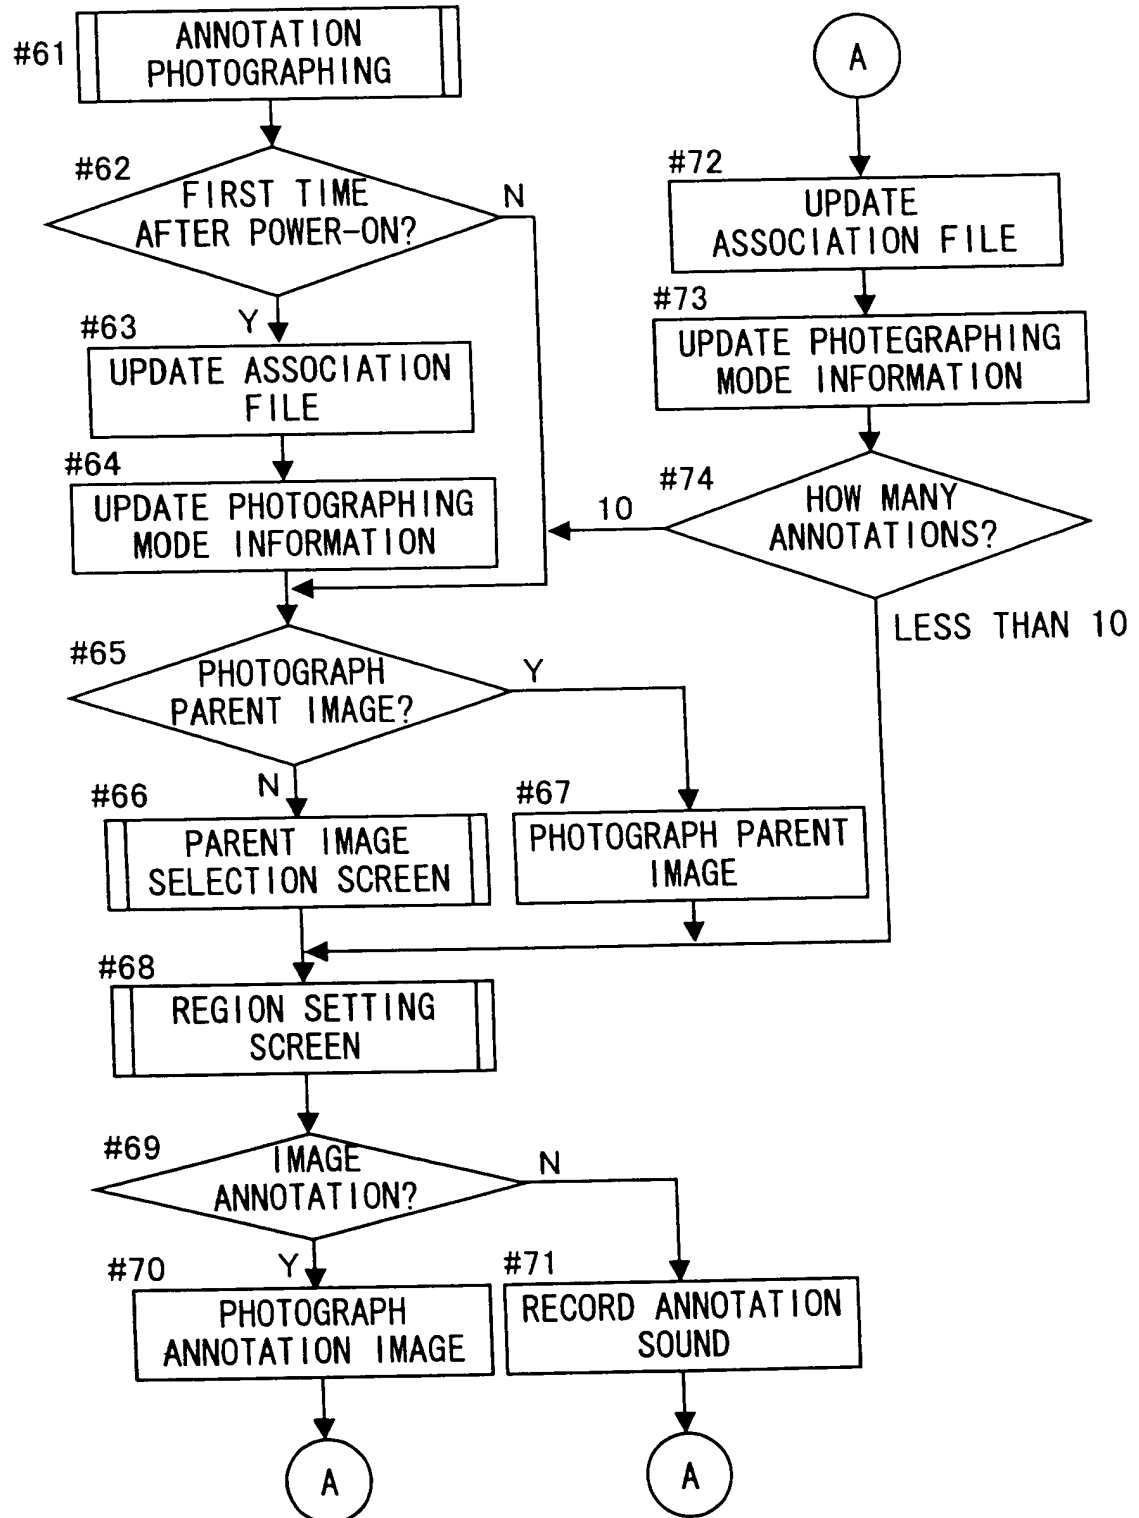 #61
ANNOTATION
PHOTOGRAPHING
#62
FIRST TIME
AFTER POWER-ON?
N
Y
#63
UPDATE ASSOCIATION
FILE
#64
UPDATE PHOTOGRAPHING
MODE INFORMATION
#65
PHOTOGRAPH
PARENT IMAGE?
Y
N
#66
PARENT IMAGE
SELECTION SCREEN
#67
PHOTOGRAPH PARENT
IMAGE
#68
REGION SETTING
SCREEN
#69
IMAGE
ANNOTATION?
N
Y
#70
PHOTOGRAPH
ANNOTATION IMAGE
#71
RECORD ANNOTATION
SOUND
A
A
A
#72
UPDATE
ASSOCIATION FILE
#73
UPDATE PHOTEGRAPHING
MODE INFORMATION
#74
HOW MANY
ANNOTATIONS?
10
LESS THAN 10